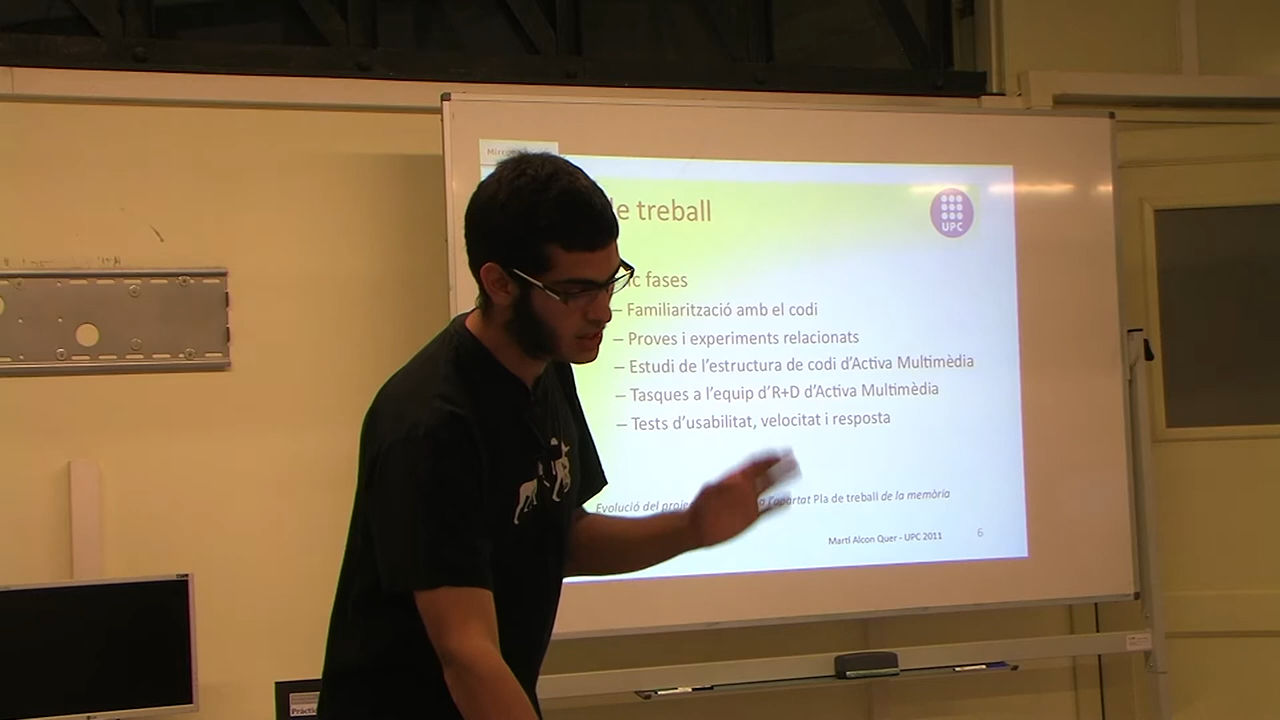 treball
UPC
fases
– Familiarització amb el codi
– Proves i experiments relacionats
– Estudi de l'estructura de codi d'Activa Multimèdia
– Tasques a l'equip d'R+D d'Activa Multimèdia
– Tests d'usabilitat, velocitat i resposta
Evolució del l'apartat Pla de treball de la memòria
Martí Alcon Quer - UPC 2011
6